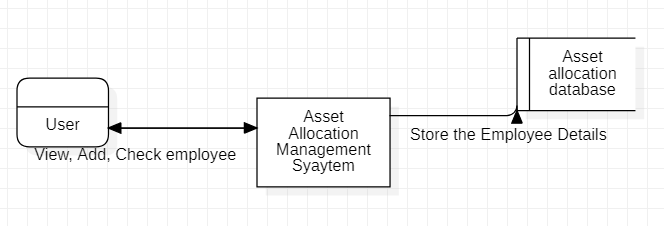 User
View, Add, Check employee
Asset
Allocation
Management
Syaytem
Store the Employee Details
Asset
allocation
database